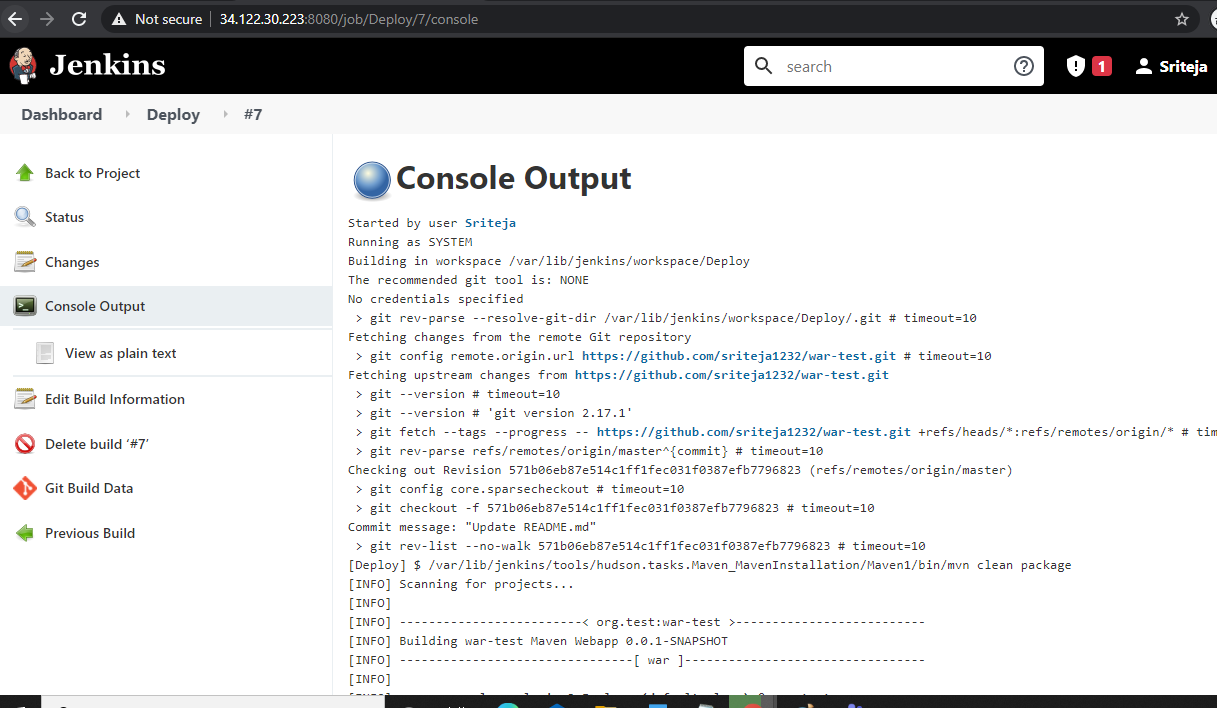 Not secure | 34.122.30.223:8080/job/Deploy/7/console
Jenkins
search
1
Sriteja
Dashboard
Deploy
#7
Back to Project
Status
Changes
Console Output
View as plain text
Edit Build Information
Delete build ‘#7’
Git Build Data
Previous Build
Console Output
Started by user Sriteja
Running as SYSTEM
Building in workspace /var/lib/jenkins/workspace/Deploy
The recommended git tool is: NONE
No credentials specified
> git rev-parse --resolve-git-dir /var/lib/jenkins/workspace/Deploy/.git # timeout=10
Fetching changes from the remote Git repository
> git config remote.origin.url https://github.com/sriteja1232/war-test.git # timeout=10
Fetching upstream changes from https://github.com/sriteja1232/war-test.git
> git --version # timeout=10
> git --version # 'git version 2.17.1'
> git fetch --tags --progress -- https://github.com/sriteja1232/war-test.git +refs/heads/*:refs/remotes/origin/* # tim
> git rev-parse refs/remotes/origin/master^{commit} # timeout=10
Checking out Revision 571b06eb87e514c1ff1fec031f0387efb7796823 (refs/remotes/origin/master)
> git config core.sparsecheckout # timeout=10
> git checkout -f 571b06eb87e514c1ff1fec031f0387efb7796823 # timeout=10
Commit message: "Update README.md"
> git rev-list --no-walk 571b06eb87e514c1ff1fec031f0387efb7796823 # timeout=10
[Deploy] $ /var/lib/jenkins/tools/hudson.tasks.Maven_MavenInstallation/Maven1/bin/mvn clean package
[INFO] Scanning for projects...
[INFO]
[INFO] -------------------------< org.test:war-test >--------------------------
[INFO] Building war-test Maven Webapp 0.0.1-SNAPSHOT
[INFO] --------------------------------[ war ]---------------------------------
[INFO]